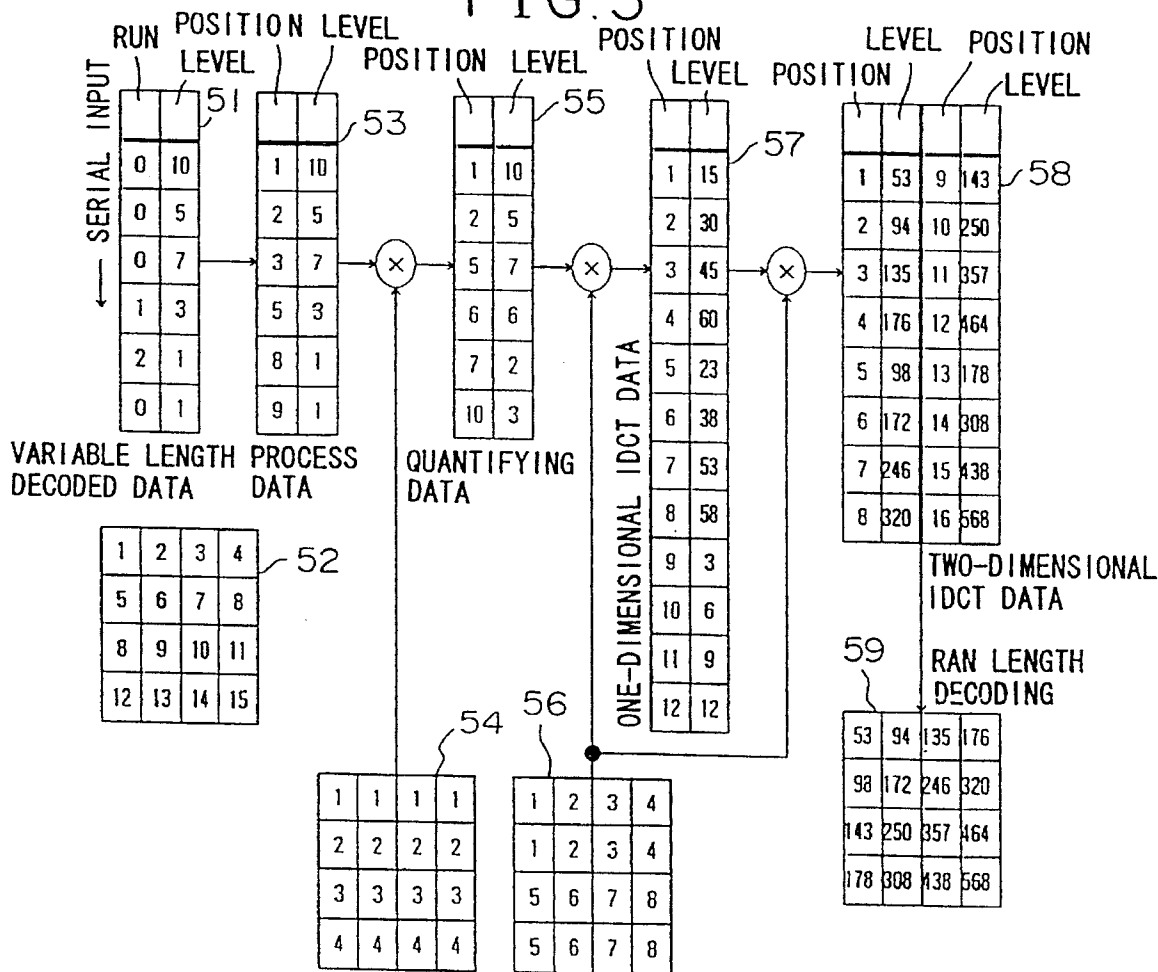 FIG.5
RUN
LEVEL
POSITION LEVEL
POSITION
LEVEL
POSITION
LEVEL
POSITION
LEVEL
POSITION
LEVEL
← SERIAL INPUT
51
0 10
0 5
0 7
1 3
2 1
0 1
VARIABLE LENGTH
DECODED DATA
53
1 10
2 5
3 7
5 3
8 1
9 1
PROCESS
DATA
×
55
1 10
2 5
5 7
6 6
7 2
10 3
QUANTIFYING
DATA
×
57
1 15
2 30
3 45
4 60
5 23
6 38
7 53
8 58
9 3
10 6
11 9
12 12
ONE-DIMENSIONAL IDCT DATA
×
58
1 53 9 143
2 94 10 250
3 135 11 357
4 176 12 464
5 98 13 178
6 172 14 308
7 246 15 438
8 320 16 568
TWO-DIMENSIONAL
IDCT DATA
52
1 2 3 4
5 6 7 8
8 9 10 11
12 13 14 15
54
1 1 1 1
2 2 2 2
3 3 3 3
4 4 4 4
56
1 2 3 4
1 2 3 4
5 6 7 8
5 6 7 8
RAN LENGTH
DECODING
59
53 94 135 176
98 172 246 320
143 250 357 464
178 308 438 568